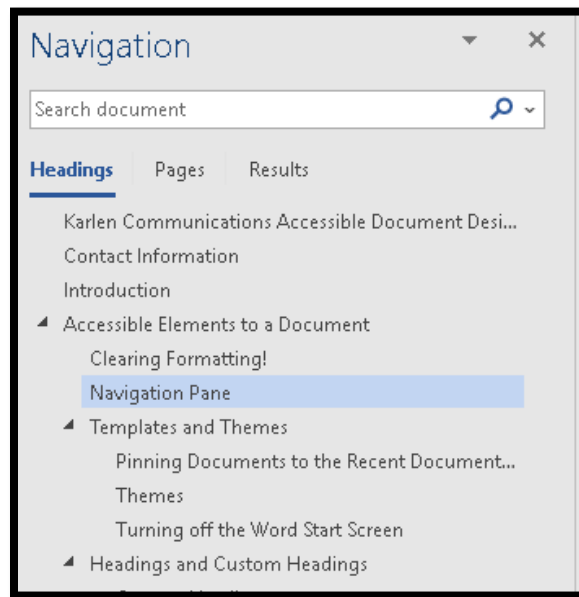 Navigation
Search document
Headings Pages Results
Karlen Communications Accessible Document Desi...
Contact Information
Introduction
Accessible Elements to a Document
Clearing Formatting!
Navigation Pane
Templates and Themes
Pinning Documents to the Recent Document...
Themes
Turning off the Word Start Screen
Headings and Custom Headings